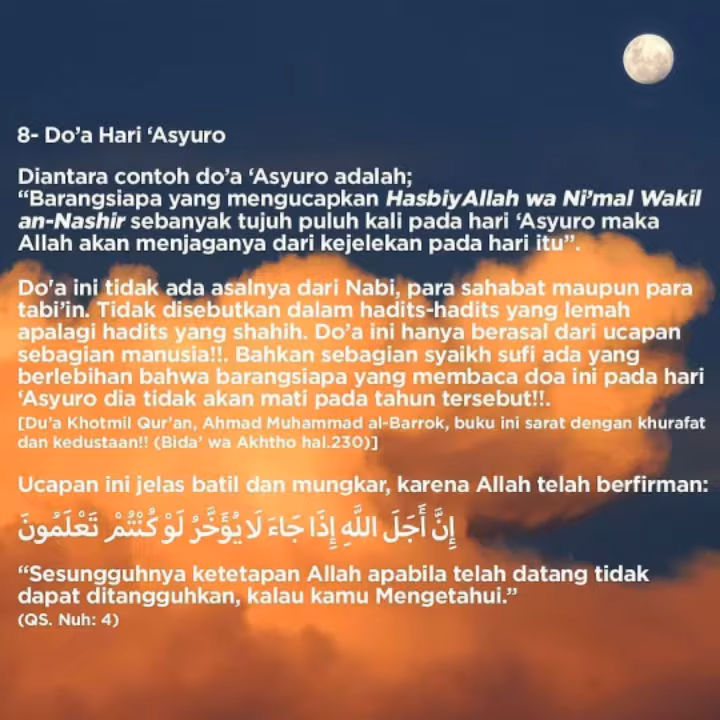 8- Do’a Hari ‘Asyuro
Diantara contoh do’a ‘Asyuro adalah;
“Barangsiapa yang mengucapkan HasbiyAllah wa Ni’mal Wakil
an-Nashir sebanyak tujuh puluh kali pada hari ‘Asyuro maka
Allah akan menjaganya dari kejelekan pada hari itu”.
Do'a ini tidak ada asalnya dari Nabi, para sahabat maupun para
tabi’in. Tidak disebutkan dalam hadits-hadits yang lemah
apalagi hadits yang shahih. Do’a ini hanya berasal dari ucapan
sebagian manusia!!. Bahkan sebagian syaikh sufi ada yang
berlebihan bahwa barangsiapa yang membaca doa ini pada hari
‘Asyuro dia tidak akan mati pada tahun tersebut!!.
[Du’a Khotmil Qur’an, Ahmad Muhammad al-Barrok, buku ini sarat dengan khurafat
dan kedustaan!! (Bida’ wa Akhtho hal.230)]
Ucapan ini jelas batil dan mungkar, karena Allah telah berfirman:
إِنَّ أَجَلَ اللَّهِ إِذَا جَاءَ لَا يُؤَخَّرُ لَوْ كُنْتُمْ تَعْلَمُونَ
“Sesungguhnya ketetapan Allah apabila telah datang tidak
dapat ditangguhkan, kalau kamu Mengetahui.”
(QS. Nuh: 4)